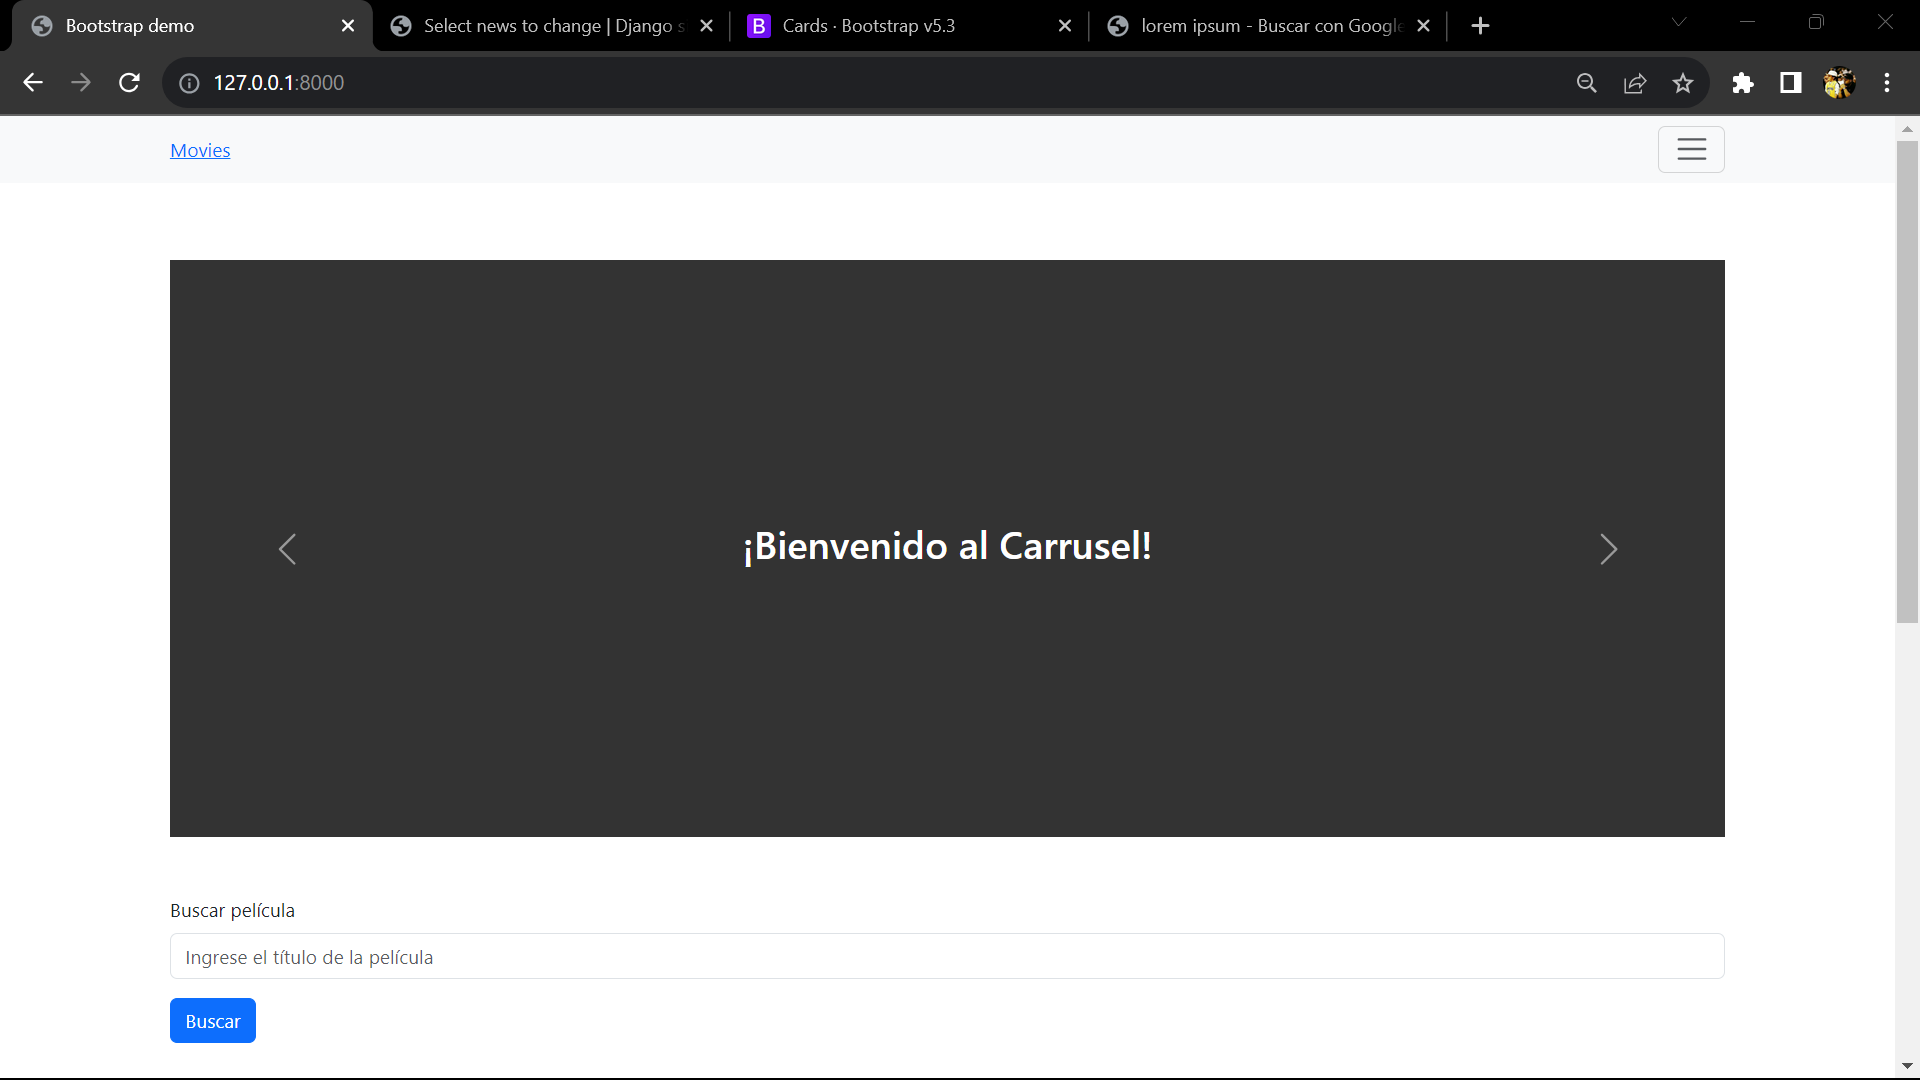 Bootstrap demo
Select news to change | Django s
B Cards · Bootstrap v5.3
lorem ipsum - Buscar con Google
127.0.0.1:8000
Movies
¡Bienvenido al Carrusel!
Buscar película
Ingrese el título de la película
Buscar